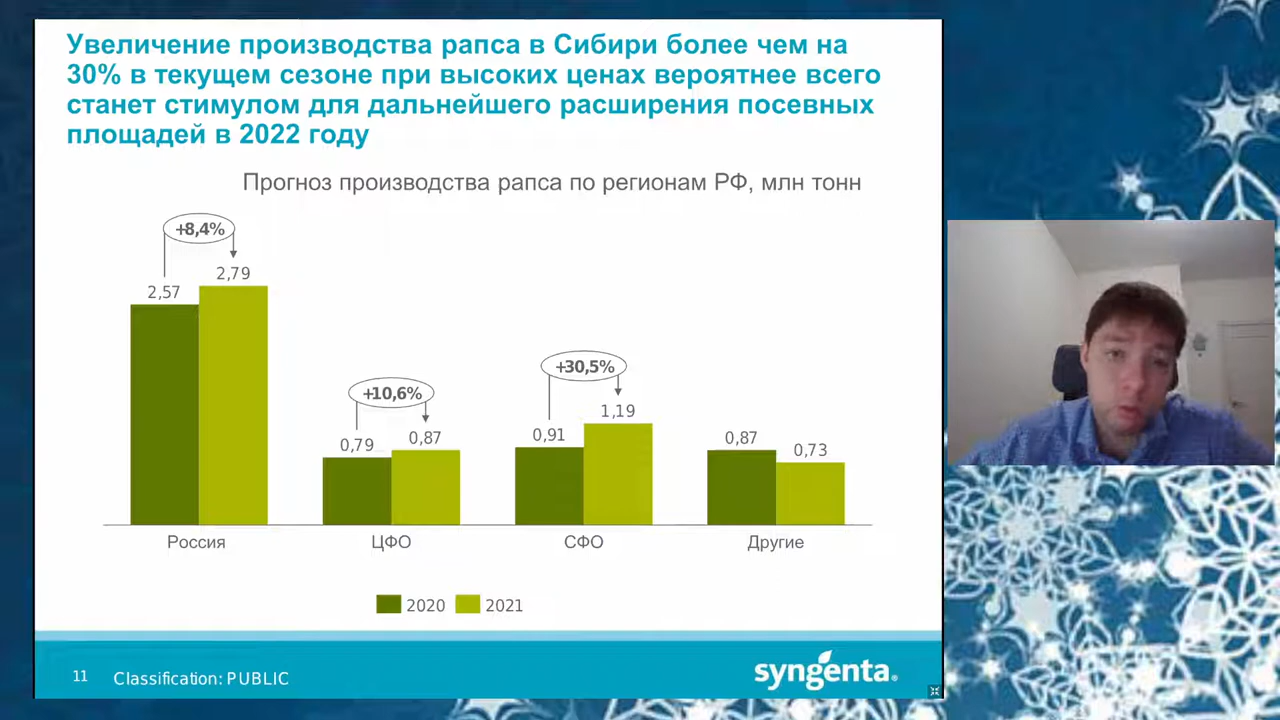 Увеличение производства рапса в Сибири более чем на
30% в текущем сезоне при высоких ценах вероятнее всего
станет стимулом для дальнейшего расширения посевных
площадей в 2022 году
Прогноз производства рапса по регионам РФ, млн тонн
+8,4%
2,57
2,79
+10,6%
0,79
0,87
+30,5%
0,91
1,19
0,87
0,73
Россия
ЦФО
СФО
Другие
2020
2021
11
Classification: PUBLIC
syngenta®